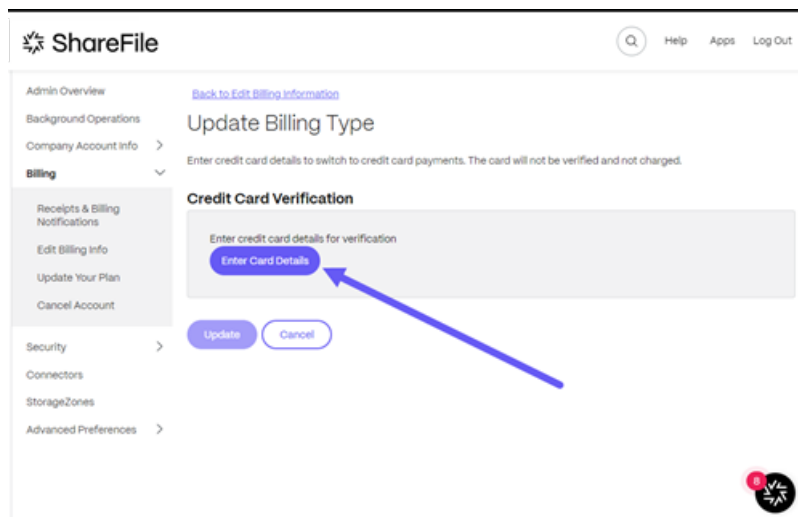 ShareFile
Help Apps Log Out
Admin Overview
Background Operations
Company Account Info
Billing
Receipts & Billing
Notifications
Edit Billing Info
Update Your Plan
Cancel Account
Security
Connectors
StorageZones
Advanced Preferences
Back to Edit Billing Information
Update Billing Type
Enter credit card details to switch to credit card payments. The card will not be verified and not charged.
Credit Card Verification
Enter credit card details for verification
Enter Card Details
Update Cancel
8